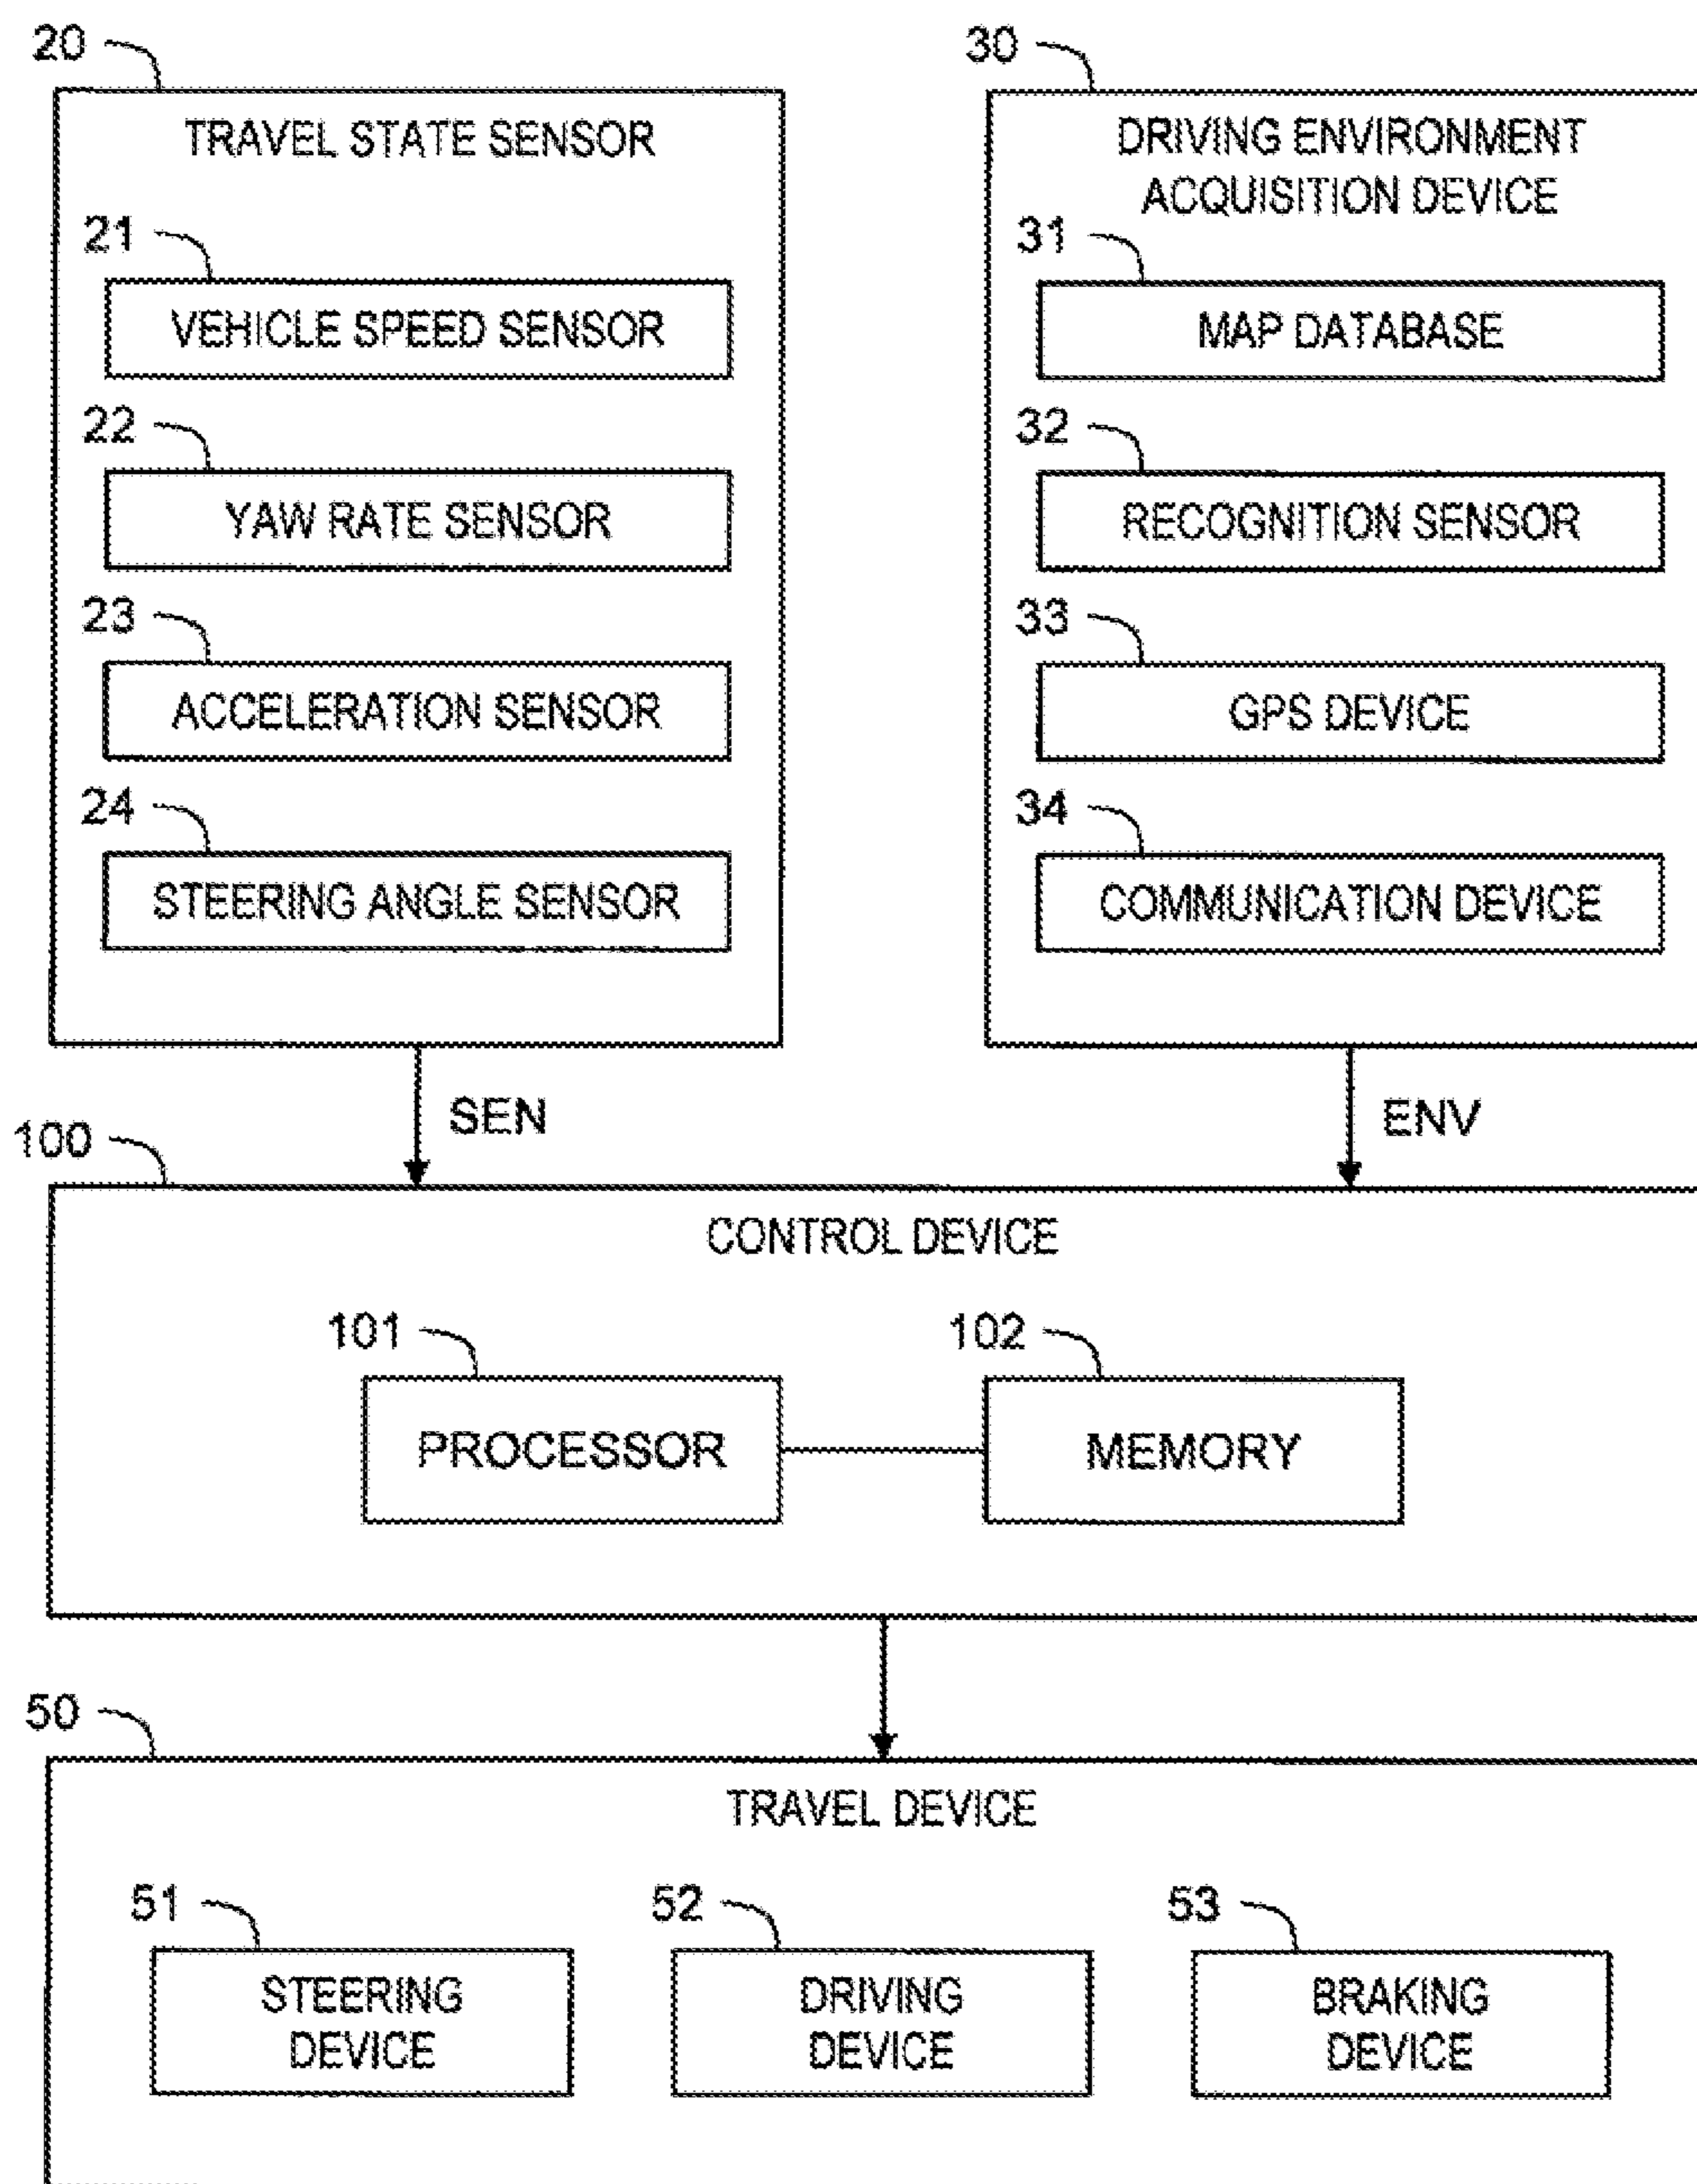 20
TRAVEL STATE SENSOR
21
VEHICLE SPEED SENSOR
22
YAW RATE SENSOR
23
ACCELERATION SENSOR
24
STEERING ANGLE SENSOR
30
DRIVING ENVIRONMENT
ACQUISITION DEVICE
31
MAP DATABASE
32
RECOGNITION SENSOR
33
GPS DEVICE
34
COMMUNICATION DEVICE
SEN
ENV
100
CONTROL DEVICE
101
PROCESSOR
102
MEMORY
50
TRAVEL DEVICE
51
STEERING
DEVICE
52
DRIVING
DEVICE
53
BRAKING
DEVICE